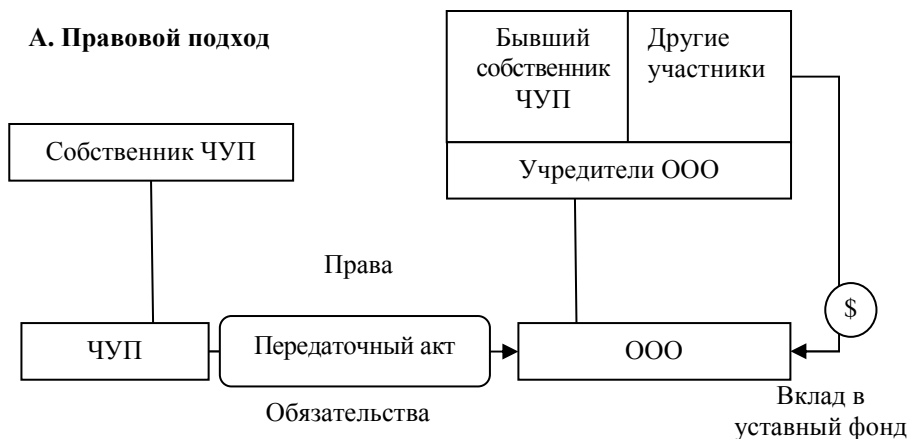 А. Правовой подход
Бывший
собственник
ЧУП
Другие
участники
Собственник ЧУП
Учредители ООО
Права
$
ЧУП
Передаточный акт
ООО
Обязательства
Вклад в
уставный фонд